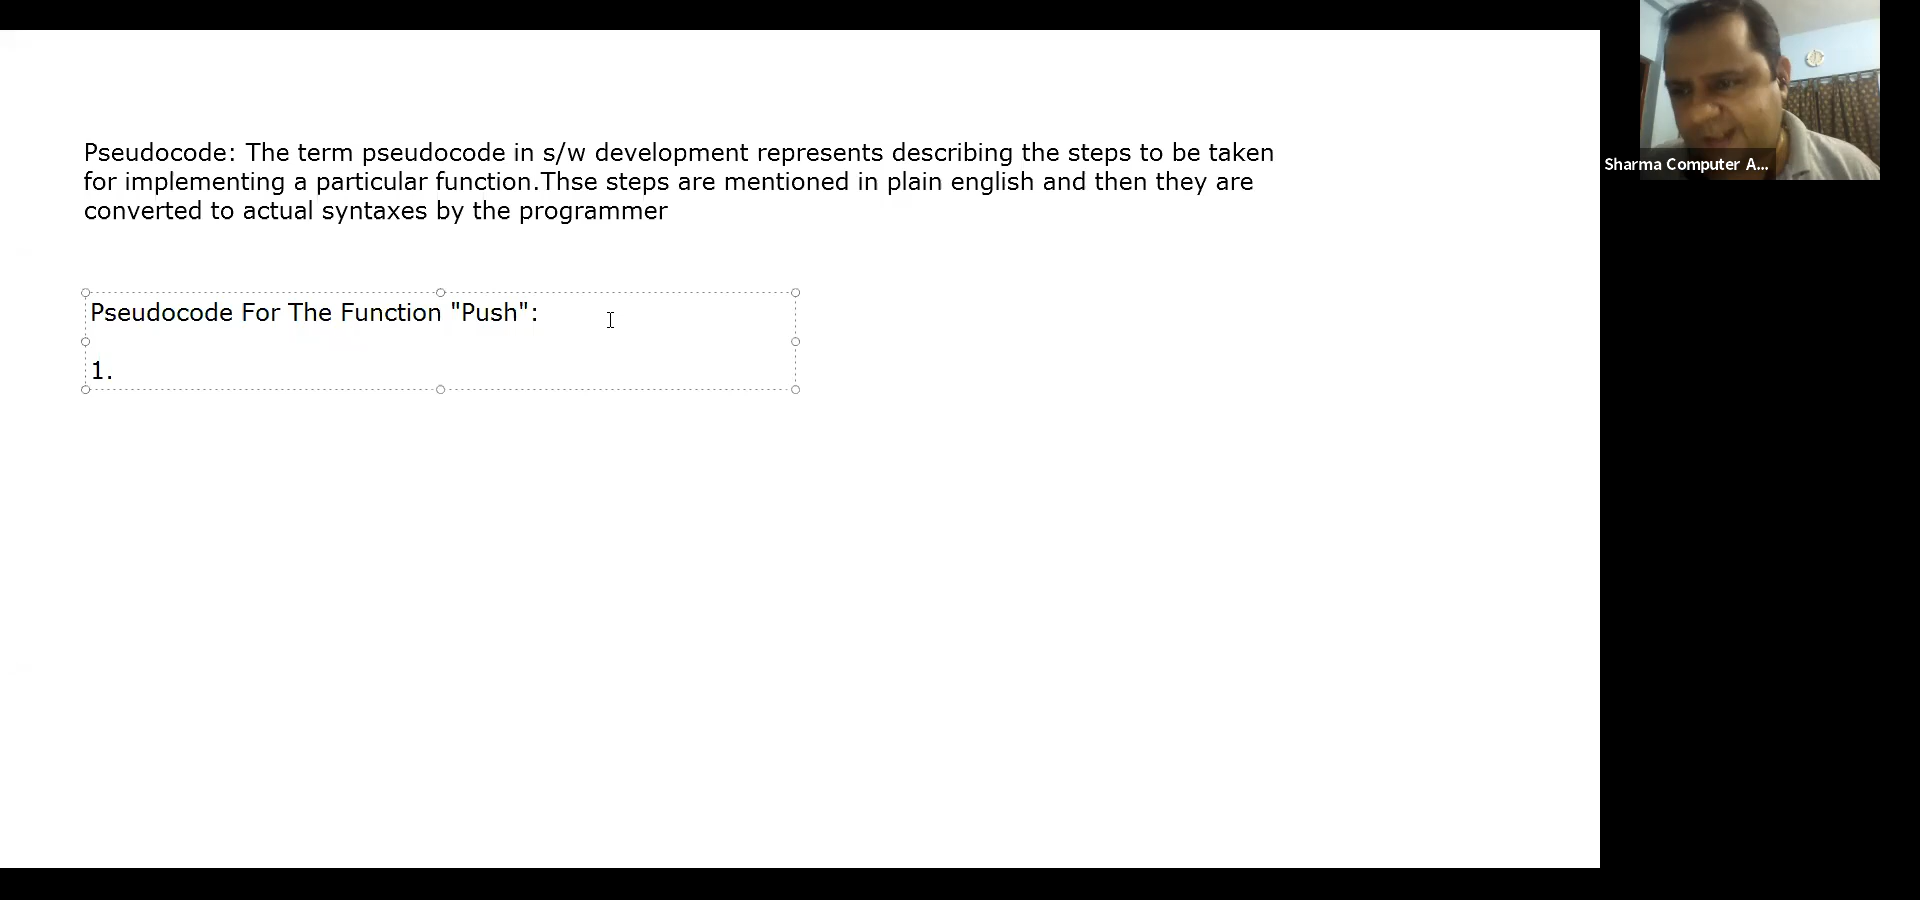 Pseudocode: The term pseudocode in s/w development represents describing the steps to be taken
for implementing a particular function.Thse steps are mentioned in plain english and then they are
converted to actual syntaxes by the programmer
Pseudocode For The Function "Push":
1.
Sharma Computer A...